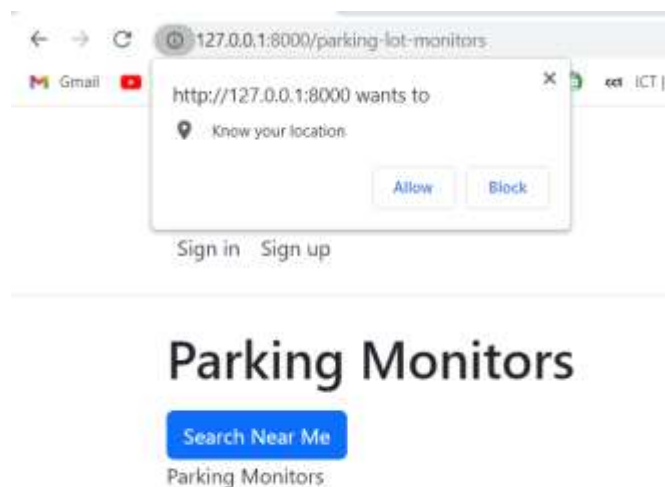 127.0.0.1:8000/parking-lot-monitors
Gmail
cct ICT |
http://127.0.0.1:8000 wants to
Know your location
Allow Block
Sign in Sign up
Parking Monitors
Search Near Me
Parking Monitors